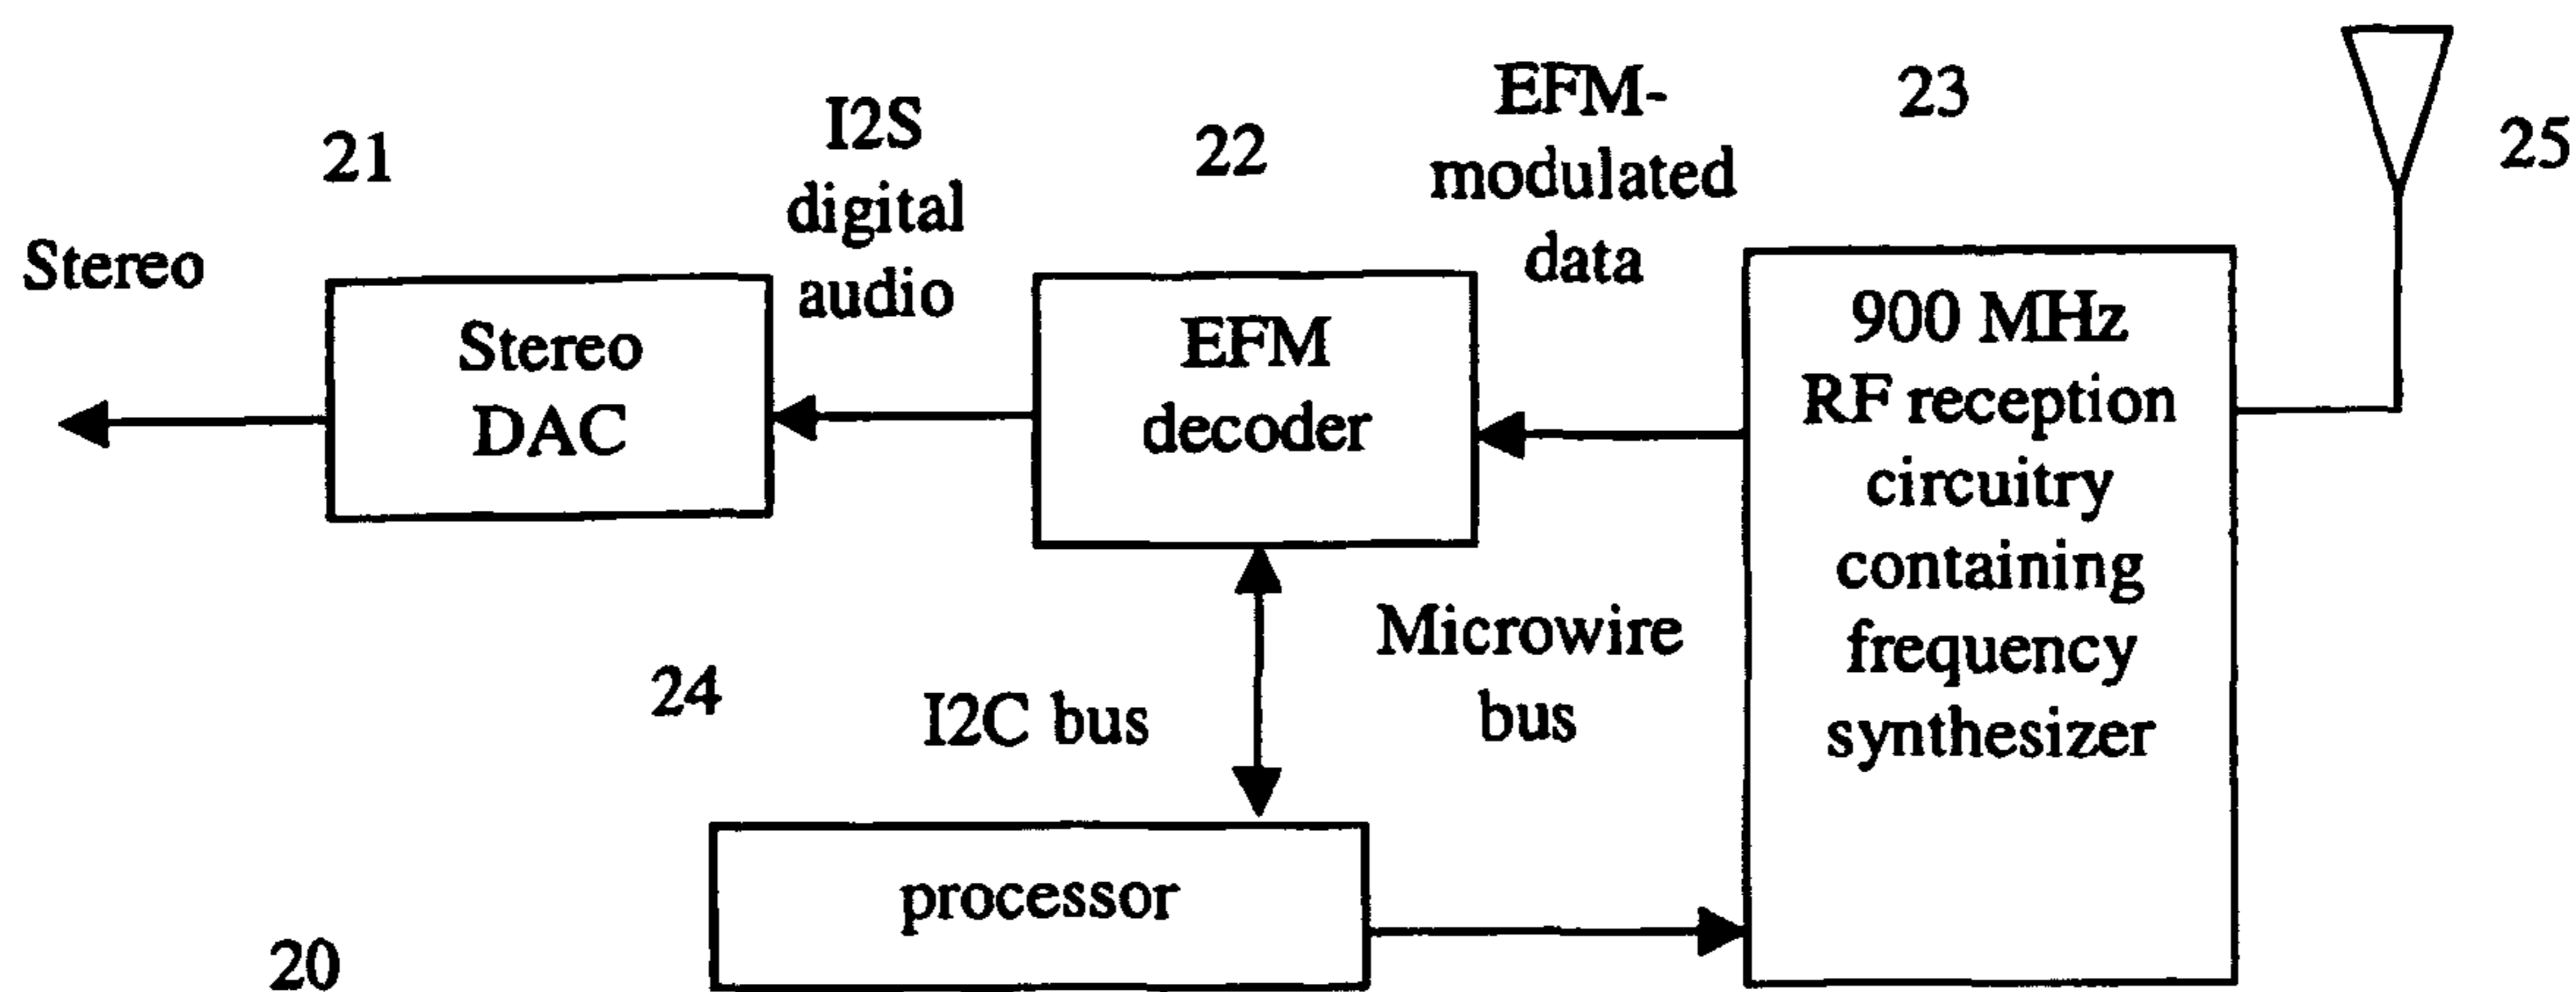 21
I2S
digital
audio
22
EFM-
modulated
data
23
25
Stereo
Stereo
DAC
EFM
decoder
900 MHz
RF reception
circuitry
containing
frequency
synthesizer
24
I2C bus
Microwire
bus
processor
20